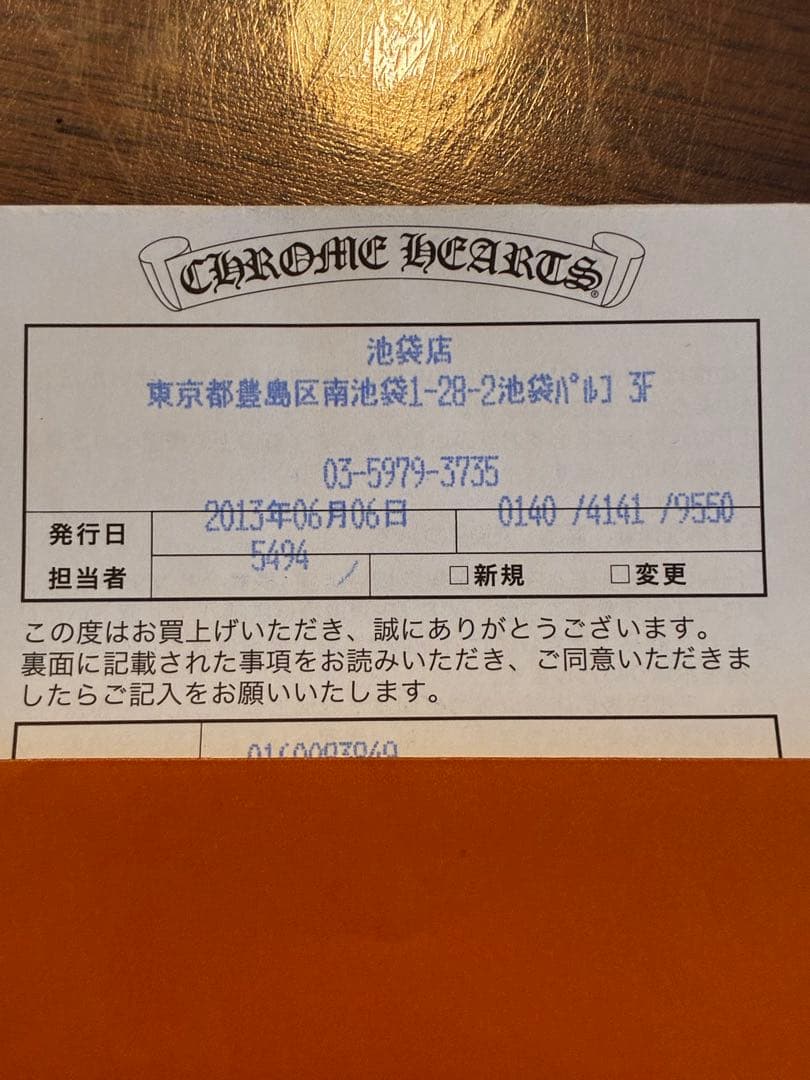 CHROME HEARTS®
池袋店
東京都豊島区南池袋1-28-2池袋ﾊﾟﾙｺ 3F
03-5979-3735
発行日 2013年06月06日 0140 /4141 /9550
担当者 5494 □新規 □変更
この度はお買上げいただき、誠にありがとうございます。
裏面に記載された事項をお読みいただき、ご同意いただきま
したらご記入をお願いいたします。